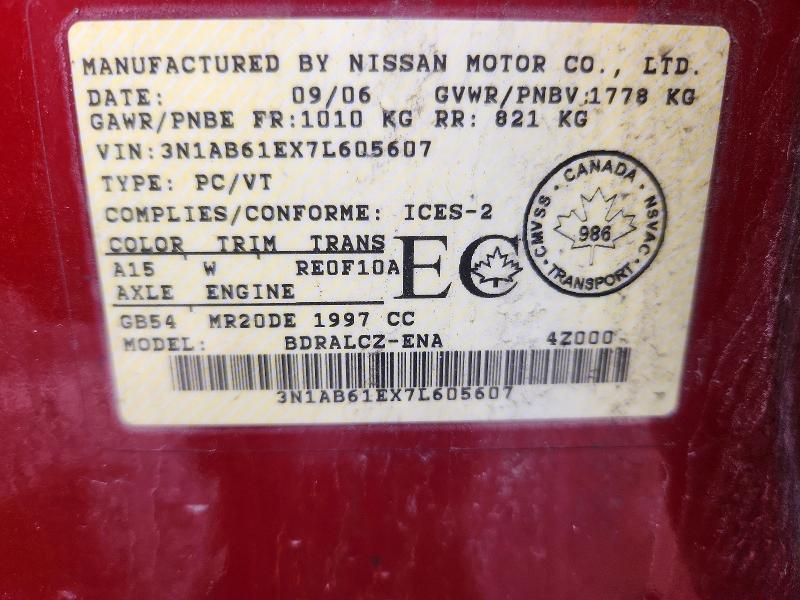 MANUFACTURED BY NISSAN MOTOR CO., LTD.
DATE: 09/06 GVWR/PNBV:1778 KG
GAWR/PNBE FR:1010 KG RR: 821 KG
VIN:3N1AB61EX7L605607
TYPE: PC/VT
COMPLIES/CONFORME: ICES-2
CANADA · NSVAC · TRANSPORT · CMVSS ·
986
COLOR TRIM TRANS
A15 W RE0F10A
EC
AXLE ENGINE
GB54 MR20DE 1997 CC
MODEL: BDRALCZ-ENA 4Z000
3N1AB61EX7L605607